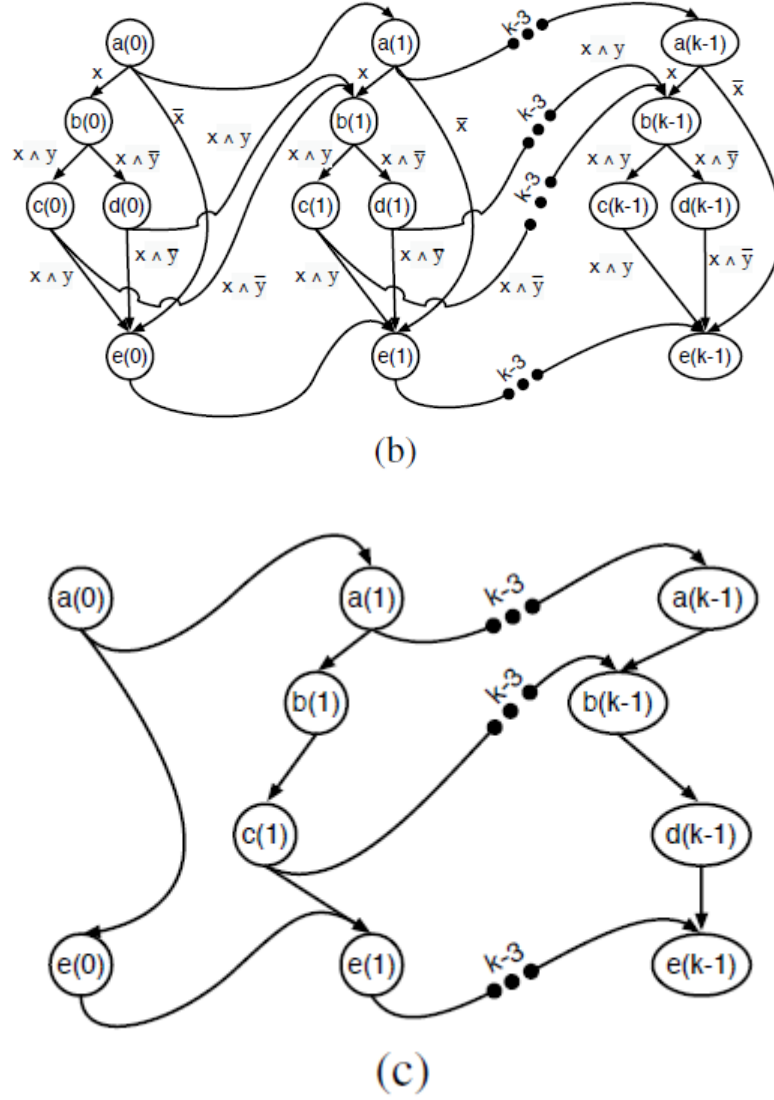 a(0) a(1) k-3 a(k-1)
x x x ∧ y x
b(0) x̅ b(1) x̅ k-3 b(k-1) x̅
x ∧ y x ∧ y̅ x ∧ y x ∧ y x ∧ y̅ x ∧ y x ∧ y̅
c(0) d(0) c(1) d(1) k-3 c(k-1) d(k-1)
x ∧ y x ∧ y̅ x ∧ y̅ x ∧ y x ∧ y̅ x ∧ y̅ x ∧ y x ∧ y̅
e(0) e(1) k-3 e(k-1)
(b)
a(0) a(1) k-3 a(k-1)
b(1) k-3 b(k-1)
c(1) d(k-1)
e(0) e(1) k-3 e(k-1)
(c)